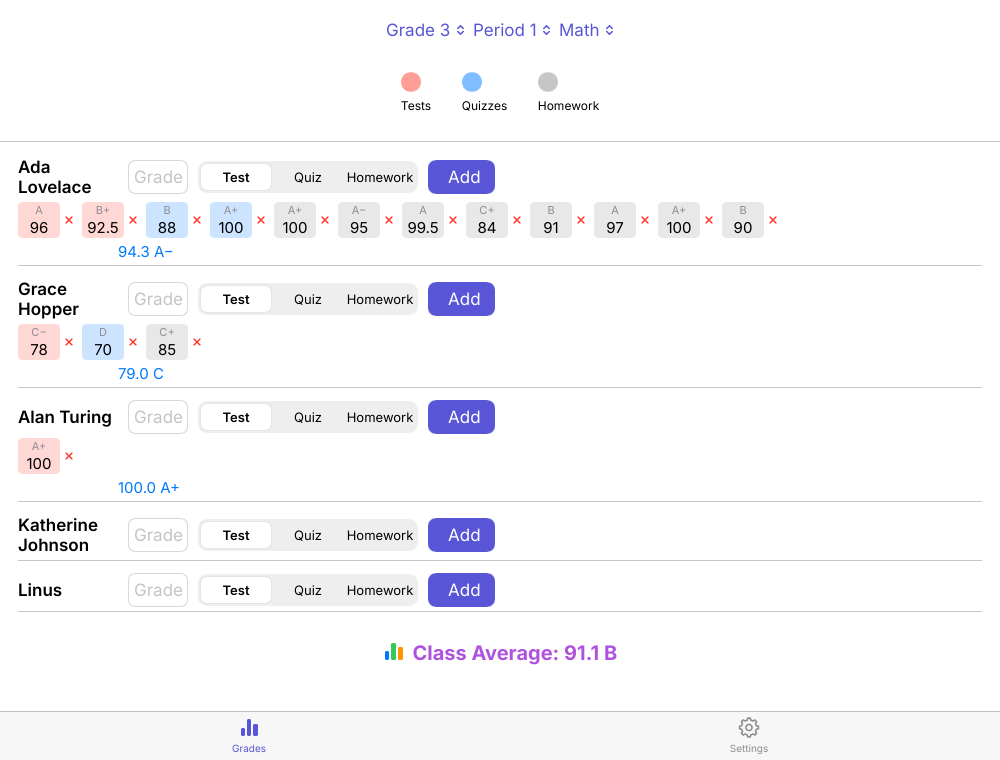 Grade 3 Period 1 Math
Tests Quizzes Homework
Ada Lovelace Grade Test Quiz Homework Add
A B+ B A+ A+ A− A C+ B A A+ B
96 × 92.5 × 88 × 100 × 100 × 95 × 99.5 × 84 × 91 × 97 × 100 × 90 ×
94.3 A−
Grace Hopper Grade Test Quiz Homework Add
C− D C+
78 × 70 × 85 ×
79.0 C
Alan Turing Grade Test Quiz Homework Add
A+
100 ×
100.0 A+
Katherine Johnson Grade Test Quiz Homework Add
Linus Grade Test Quiz Homework Add
Class Average: 91.1 B
Grades Settings